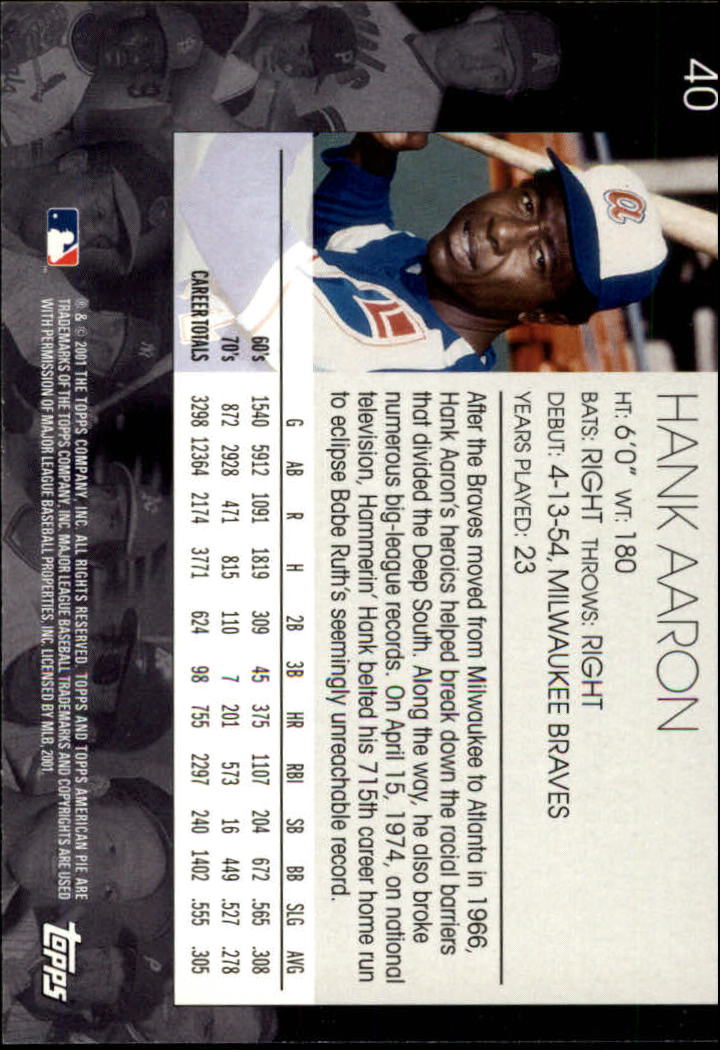 40
HANK AARON
HT: 6'0" WT: 180
BATS: RIGHT THROWS: RIGHT
DEBUT: 4-13-54, MILWAUKEE BRAVES
YEARS PLAYED: 23
After the Braves moved from Milwaukee to Atlanta in 1966,
Hank Aaron's heroics helped break down the racial barriers
that divided the Deep South. Along the way, he also broke
numerous big-league records. On April 15, 1974, on national
television, Hammerin' Hank belted his 715th career home run
to eclipse Babe Ruth's seemingly unreachable record.
G AB R H 2B 3B HR RBI SB BB SLG AVG
60's 1540 5912 1091 1819 309 45 375 1107 204 672 .565 .308
70's 872 2928 471 815 110 7 201 573 16 449 .527 .278
CAREER TOTALS 3298 12364 2174 3771 624 98 755 2297 240 1402 .555 .305
® & © 2001 THE TOPPS COMPANY, INC. ALL RIGHTS RESERVED. TOPPS AND TOPPS AMERICAN PIE ARE
TRADEMARKS OF THE TOPPS COMPANY, INC. MAJOR LEAGUE BASEBALL TRADEMARKS AND COPYRIGHTS ARE USED
WITH PERMISSION OF MAJOR LEAGUE BASEBALL PROPERTIES, INC. LICENSED BY MLB, 2001.
topps
a